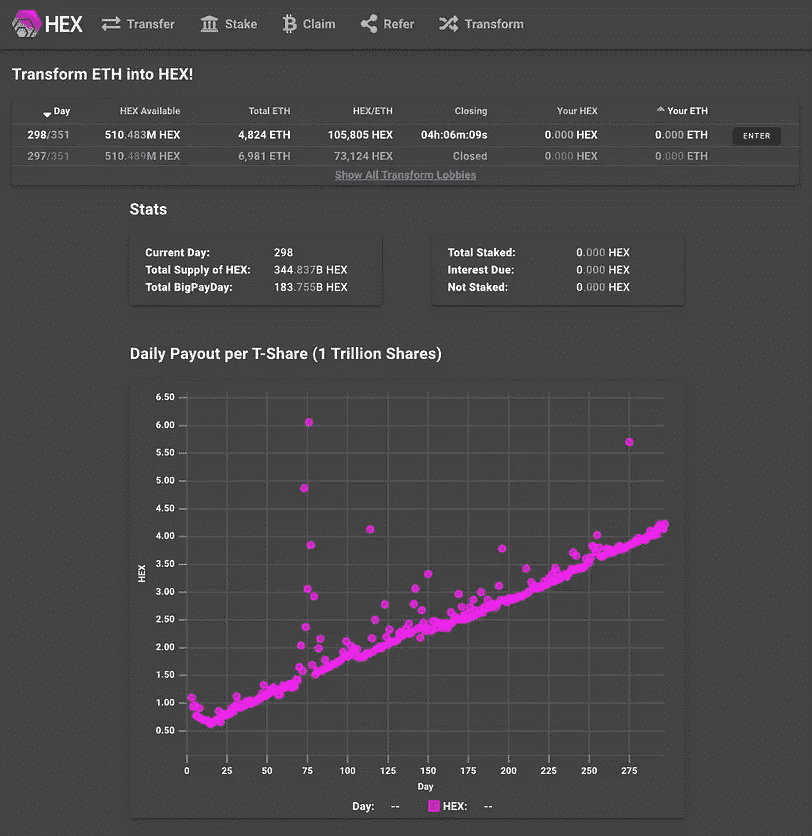 HEX Transfer Stake Claim Refer Transform
Transform ETH into HEX!
Day HEX Available Total ETH HEX/ETH Closing Your HEX Your ETH
298/351 510.483M HEX 4,824 ETH 105,805 HEX 04h:06m:09s 0.000 HEX 0.000 ETH ENTER
297/351 510.489M HEX 6,981 ETH 73,124 HEX Closed 0.000 HEX 0.000 ETH
Show All Transform Lobbies
Stats
Current Day: 298
Total Supply of HEX: 344.837B HEX
Total BigPayDay: 183.755B HEX
Total Staked: 0.000 HEX
Interest Due: 0.000 HEX
Not Staked: 0.000 HEX
Daily Payout per T-Share (1 Trillion Shares)
6.50
6.00
5.50
5.00
4.50
4.00
3.50
3.00
2.50
2.00
1.50
1.00
0.50
HEX
0 25 50 75 100 125 150 175 200 225 250 275
Day
Day: -- HEX: --